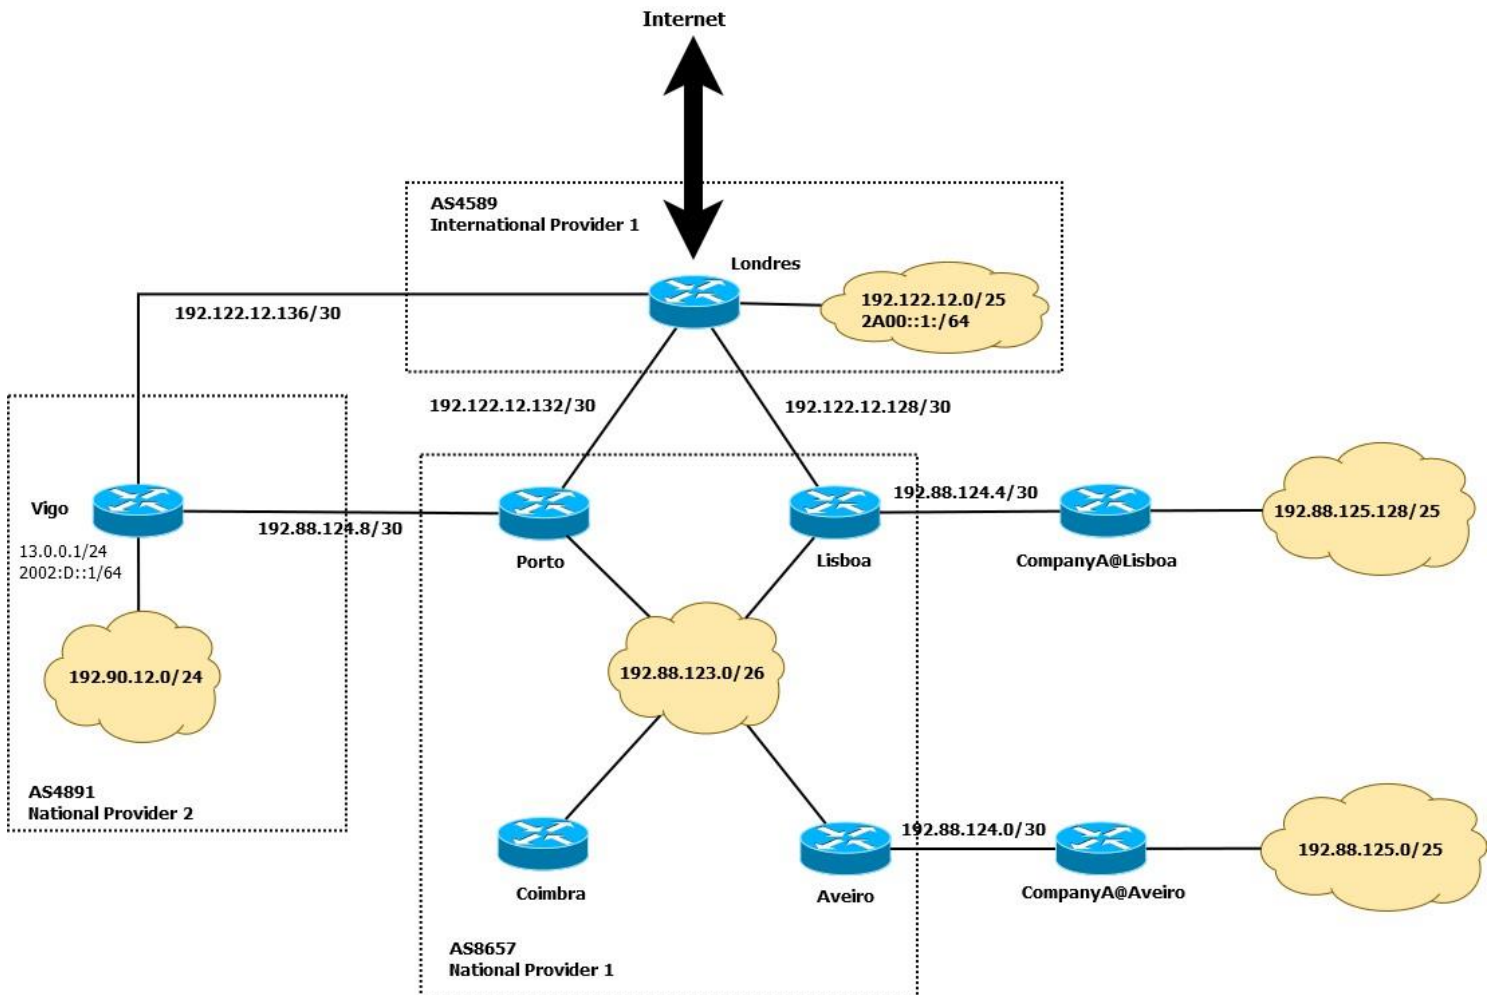 Internet
AS4589
International Provider 1
Londres
192.122.12.0/25
2A00::1:/64
192.122.12.136/30
192.122.12.132/30
192.122.12.128/30
Vigo
13.0.0.1/24
2002:D::1/64
192.88.124.8/30
Porto
Lisboa
192.88.124.4/30
CompanyA@Lisboa
192.88.125.128/25
192.90.12.0/24
192.88.123.0/26
AS4891
National Provider 2
Coimbra
Aveiro
192.88.124.0/30
CompanyA@Aveiro
192.88.125.0/25
AS8657
National Provider 1